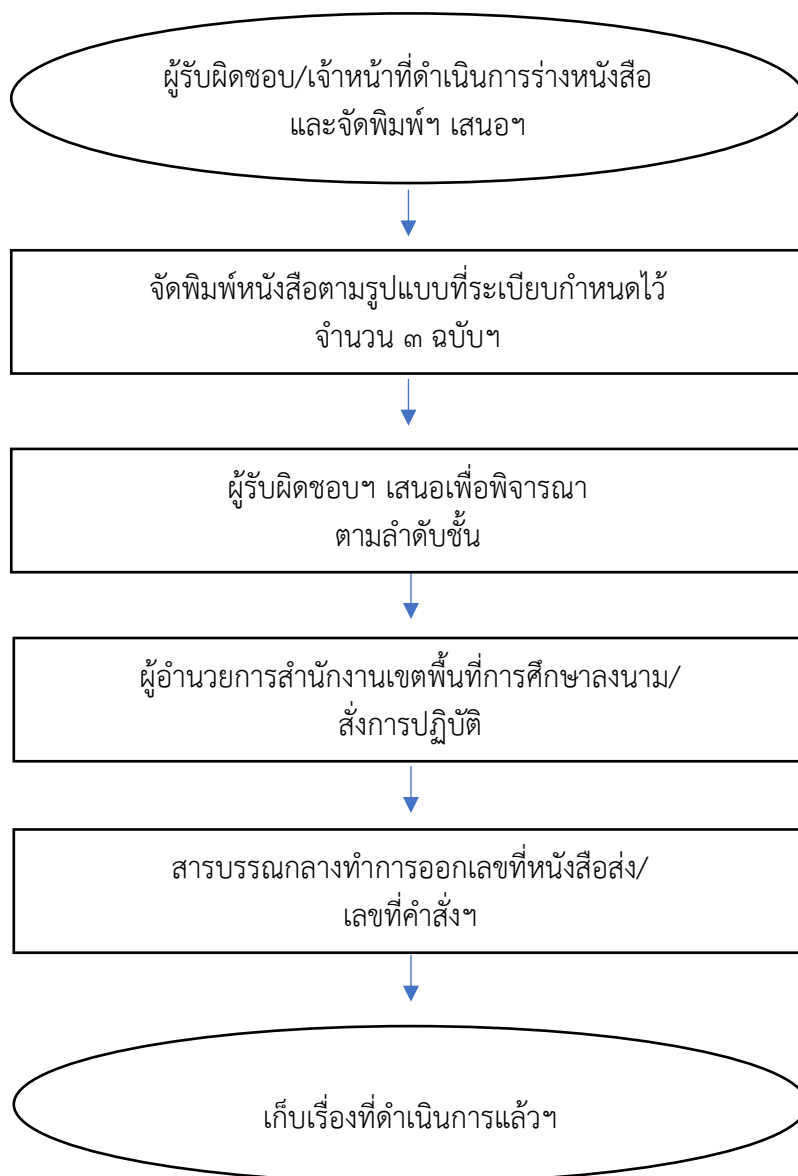 ผู้รับผิดชอบ/เจ้าหน้าที่ดำเนินการร่างหนังสือ
และจัดพิมพ์ฯ เสนอฯ
จัดพิมพ์หนังสือตามรูปแบบที่ระเบียบกำหนดไว้
จำนวน ๓ ฉบับฯ
ผู้รับผิดชอบฯ เสนอเพื่อพิจารณา
ตามลำดับชั้น
ผู้อำนวยการสำนักงานเขตพื้นที่การศึกษาลงนาม/
สั่งการปฏิบัติ
สารบรรณกลางทำการออกเลขที่หนังสือส่ง/
เลขที่คำสั่งฯ
เก็บเรื่องที่ดำเนินการแล้วฯ